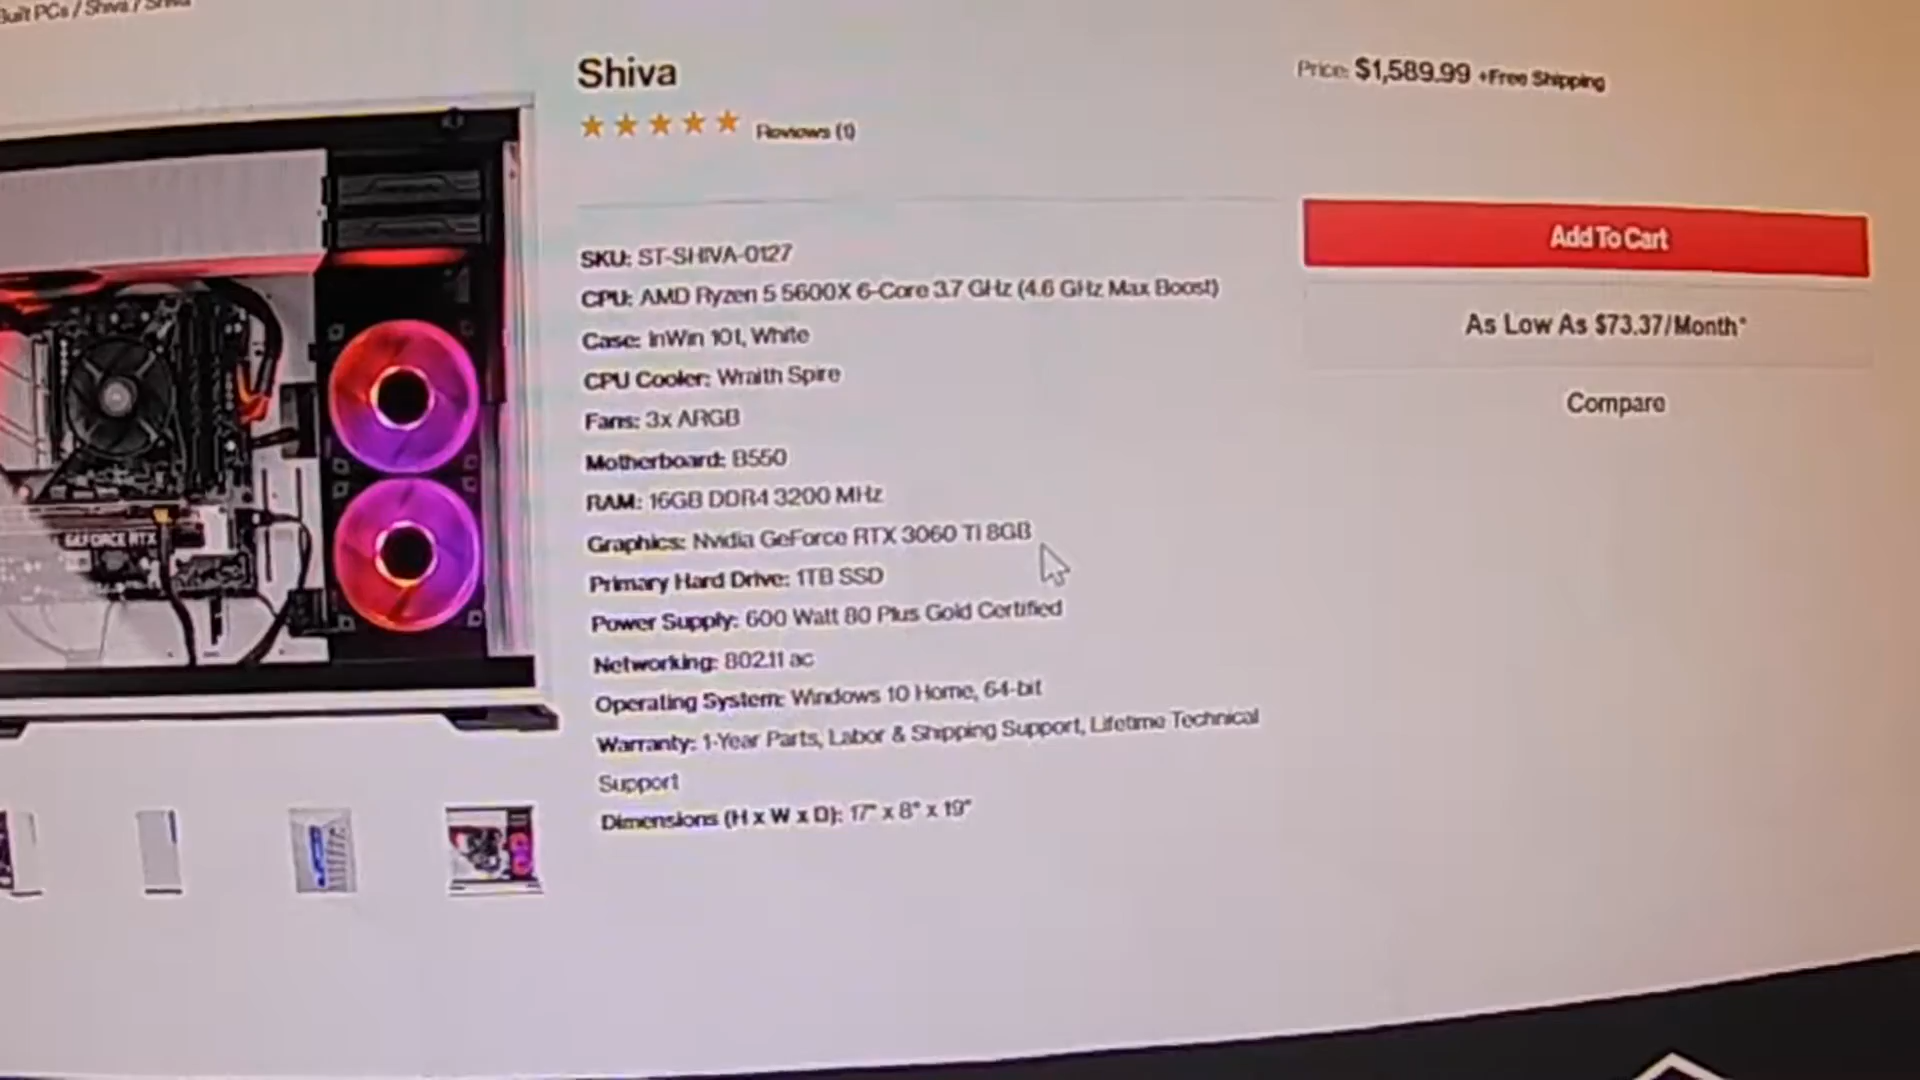 Built PCs / Shiva / Shiva
Shiva
Price: $1,589.99 +Free Shipping
Reviews (1)
Add To Cart
SKU: ST-SHIVA-0127
CPU: AMD Ryzen 5 5600X 6-Core 3.7 GHz (4.6 GHz Max Boost)
As Low As $73.37/Month*
Case: InWin 101, White
CPU Cooler: Wraith Spire
Compare
Fans: 3x ARGB
Motherboard: B550
RAM: 16GB DDR4 3200 MHz
Graphics: Nvidia GeForce RTX 3060 TI 8GB
GEFORCE RTX
Primary Hard Drive: 1TB SSD
Power Supply: 600 Watt 80 Plus Gold Certified
Networking: 802.11 ac
Operating System: Windows 10 Home, 64-bit
Warranty: 1-Year Parts, Labor & Shipping Support, Lifetime Technical
Support
Dimensions (H x W x D): 17" x 8" x 19"